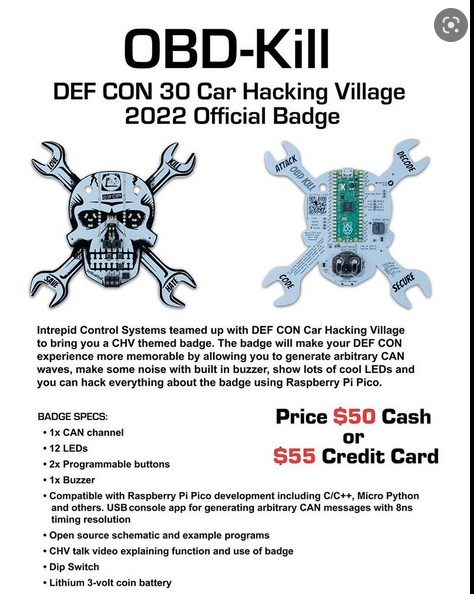 OBD-Kill
DEF CON 30 Car Hacking Village
2022 Official Badge
LOVE
KILL
SAVE
HATE
ATTACK
DECODE
OBD KILL
CODE
SECURE
Intrepid Control Systems teamed up with DEF CON Car Hacking Village
to bring you a CHV themed badge. The badge will make your DEF CON
experience more memorable by allowing you to generate arbitrary CAN
waves, make some noise with built in buzzer, show lots of cool LEDs and
you can hack everything about the badge using Raspberry Pi Pico.
BADGE SPECS:
• 1x CAN channel
• 12 LEDs
• 2x Programmable buttons
• 1x Buzzer
• Compatible with Raspberry Pi Pico development including C/C++, Micro Python
and others. USB console app for generating arbitrary CAN messages with 8ns
timing resolution
• Open source schematic and example programs
• CHV talk video explaining function and use of badge
• Dip Switch
• Lithium 3-volt coin battery
Price $50 Cash
or
$55 Credit Card